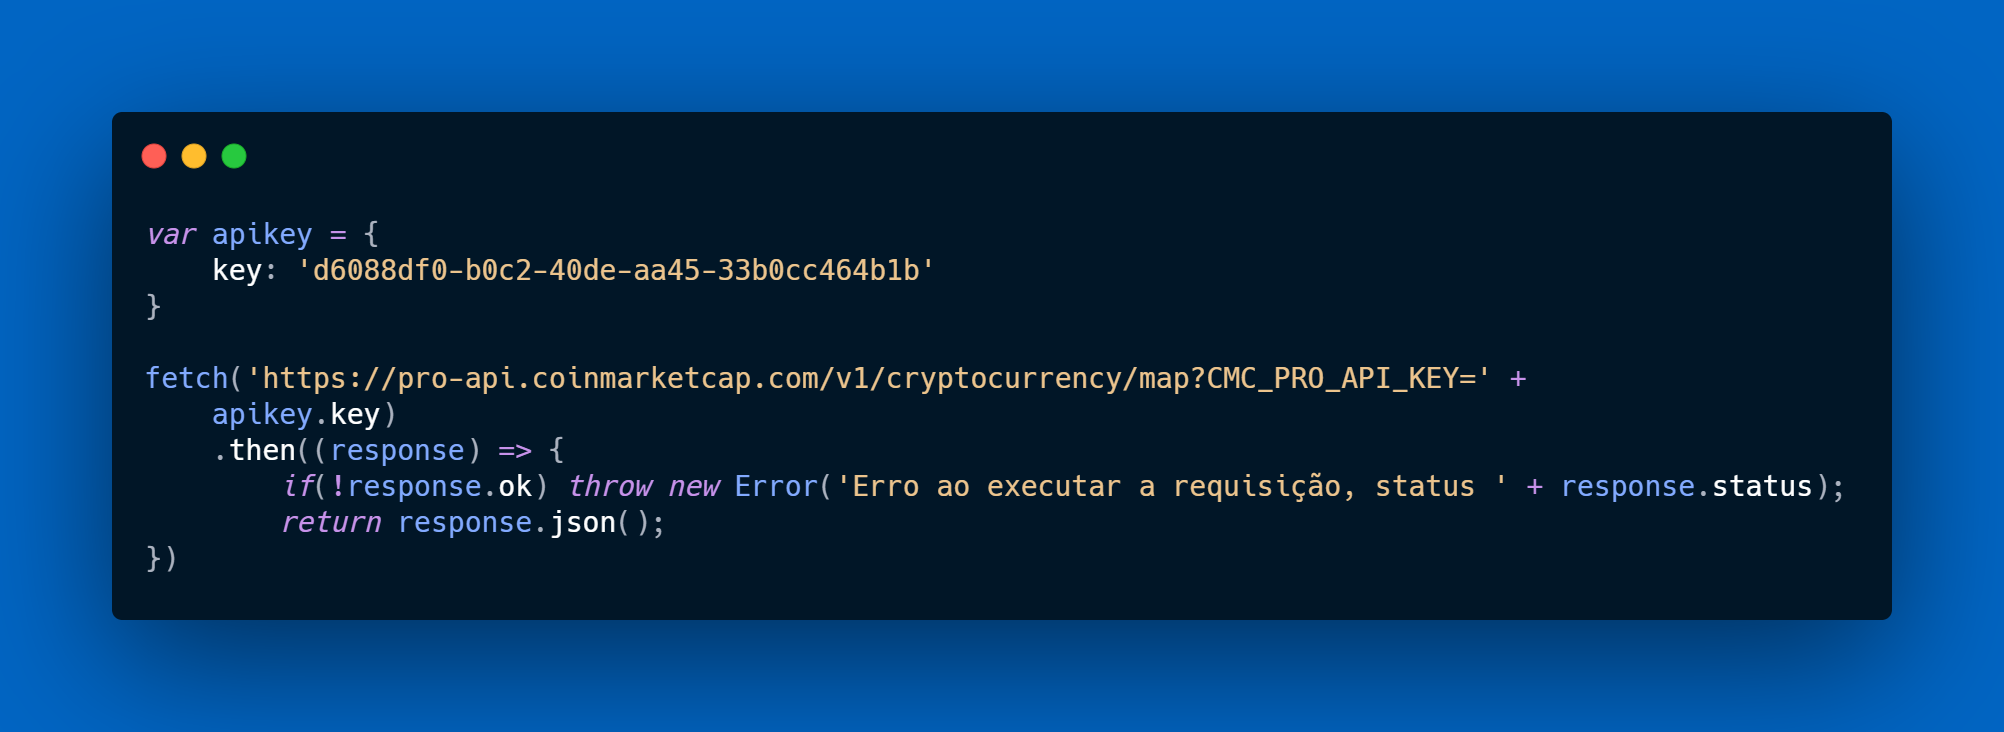 var apikey = {
    key: 'd6088df0-b0c2-40de-aa45-33b0cc464b1b'
}

fetch('https://pro-api.coinmarketcap.com/v1/cryptocurrency/map?CMC_PRO_API_KEY=' +
    apikey.key)
    .then((response) => {
        if(!response.ok) throw new Error('Erro ao executar a requisição, status ' + response.status);
        return response.json();
})